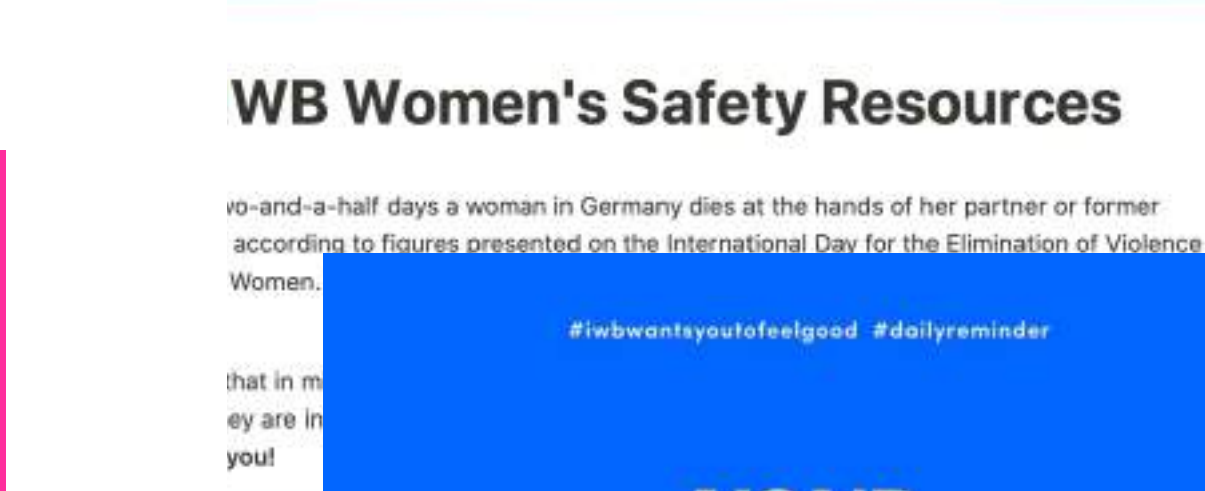 WB Women's Safety Resources
vo-and-a-half days a woman in Germany dies at the hands of her partner or former
according to figures presented on the International Day for the Elimination of Violence
Women.
#iwbwantsyoutofeelgood #dailyreminder
that in m
ey are in
you!